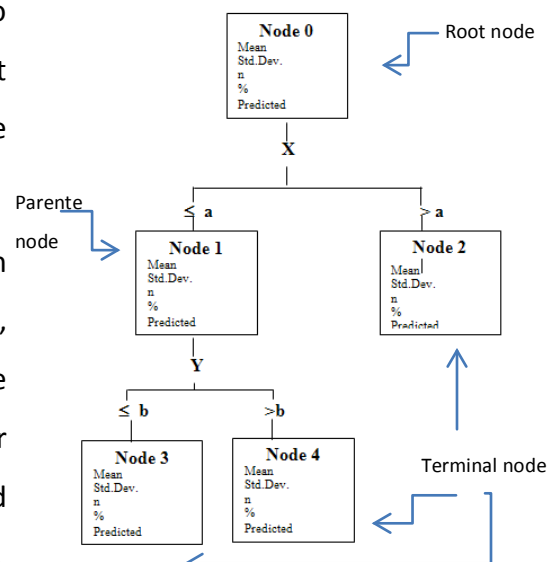 Node 0
Mean
Std.Dev.
n
%
Predicted
Root node
X
≤ a
> a
Parente
node
Node 1
Mean
Std.Dev.
n
%
Predicted
Node 2
Mean
Std.Dev.
n
%
Predicted
Y
≤ b
>b
Node 3
Mean
Std.Dev.
n
%
Predicted
Node 4
Mean
Std.Dev.
n
%
Predicted
Terminal node